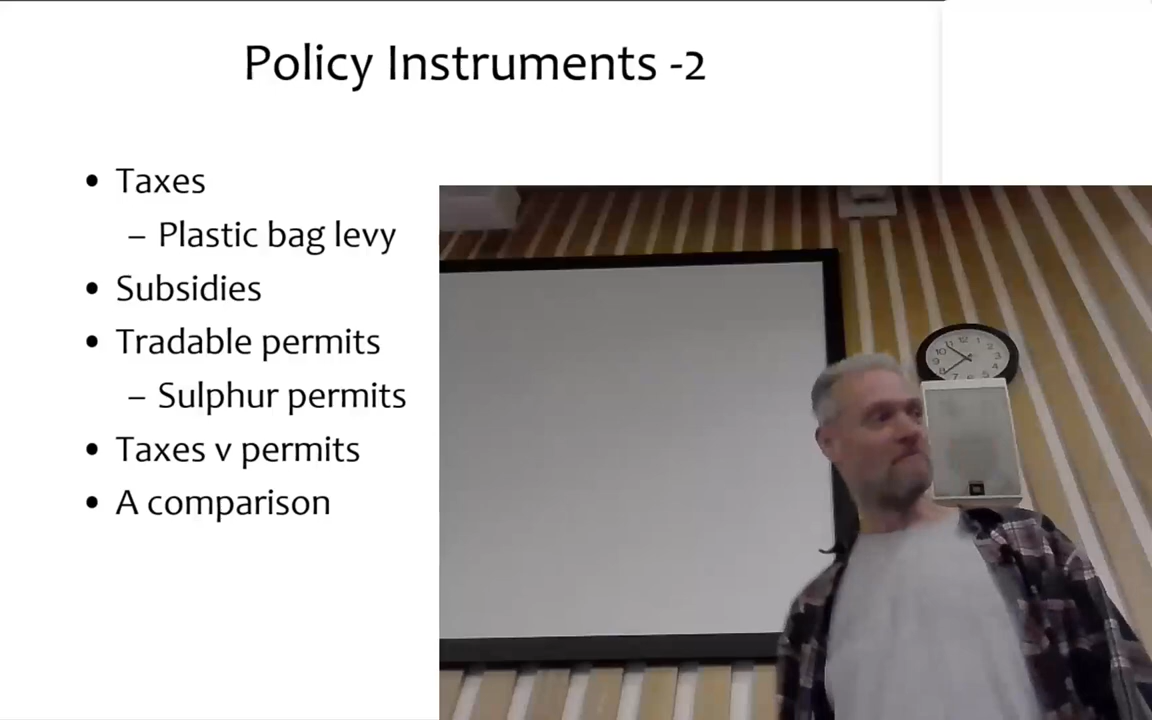 Policy Instruments -2
• Taxes
– Plastic bag levy
• Subsidies
• Tradable permits
– Sulphur permits
• Taxes v permits
• A comparison